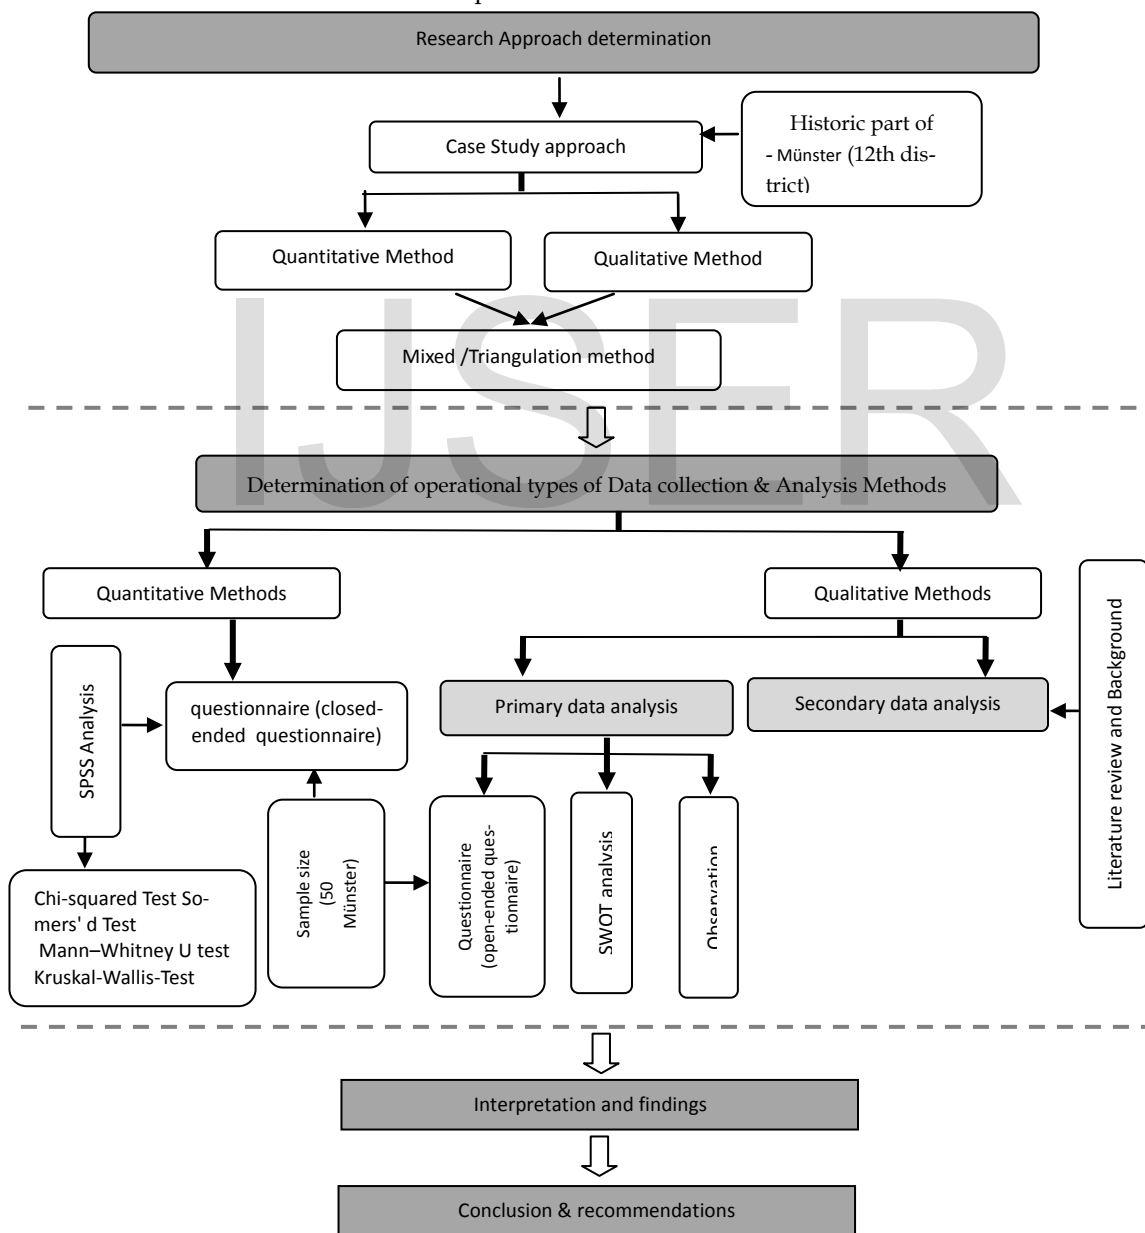 Research Approach determination
Case Study approach
Historic part of
- Münster (12th dis-
trict)
Quantitative Method
Qualitative Method
Mixed /Triangulation method
IJSER
Determination of operational types of Data collection & Analysis Methods
Quantitative Methods
Qualitative Methods
Literature review and Background
SPSS Analysis
questionnaire (closed-
ended questionnaire)
Primary data analysis
Secondary data analysis
Chi-squared Test So-
mers' d Test
Mann–Whitney U test
Kruskal-Wallis-Test
Sample size
(50
Münster)
Questionnaire
(open-ended ques-
tionnaire)
SWOT analysis
Observation
Interpretation and findings
Conclusion & recommendations